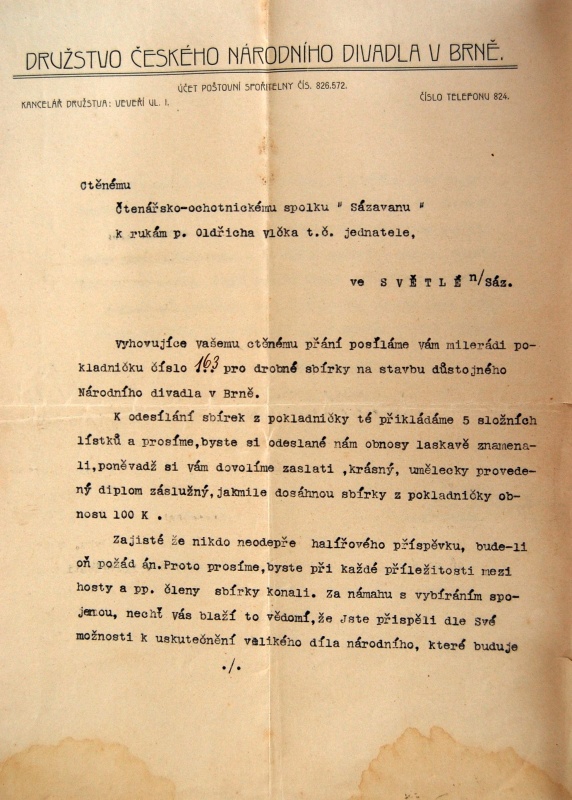 DRUŽSTVO ČESKÉHO NÁRODNÍHO DIVADLA V BRNĚ.
ÚČET POŠTOVNÍ SPOŘITELNY ČÍS. 826.572.
KANCELÁŘ DRUŽSTVA: VEVEŘÍ UL. 1.
ČÍSLO TELEFONU 824.
Ctěnému
Čtenářsko-ochotnickému spolku " Sázavanu "
k rukám p. Oldřicha vlčka t.č. jednatele,
ve SVĚTLÉ n/Sáz.
vyhovujíce vašemu ctěnému přání posíláme vám milerádi po-
kladničku číslo 163 pro drobné sbírky na stavbu důstojného
Národního divadla v Brně.
K odesílání sbírek z pokladničky té přikládáme 5 složních
lístků a prosíme,byste si odeslané nám obnosy laskavě znamena-
li,poněvadž si vám dovolíme zaslati ,krásný, umělecky provede-
ný diplom záslužný,jakmile dosáhnou sbírky z pokladničky ob-
nosu 100 K .
Zajisté že nikdo neodepře halířového příspěvku, bude-li
oň požád án.Proto prosíme,byste při každé příležitosti mezi
hosty a pp. členy sbírky konali. Za námahu s vybíráním spo-
jenou, nechť vás blaží to vědomí,že Jste přispěli dle Své
možnosti k uskutečnění velikého díla národního, které buduje
./.